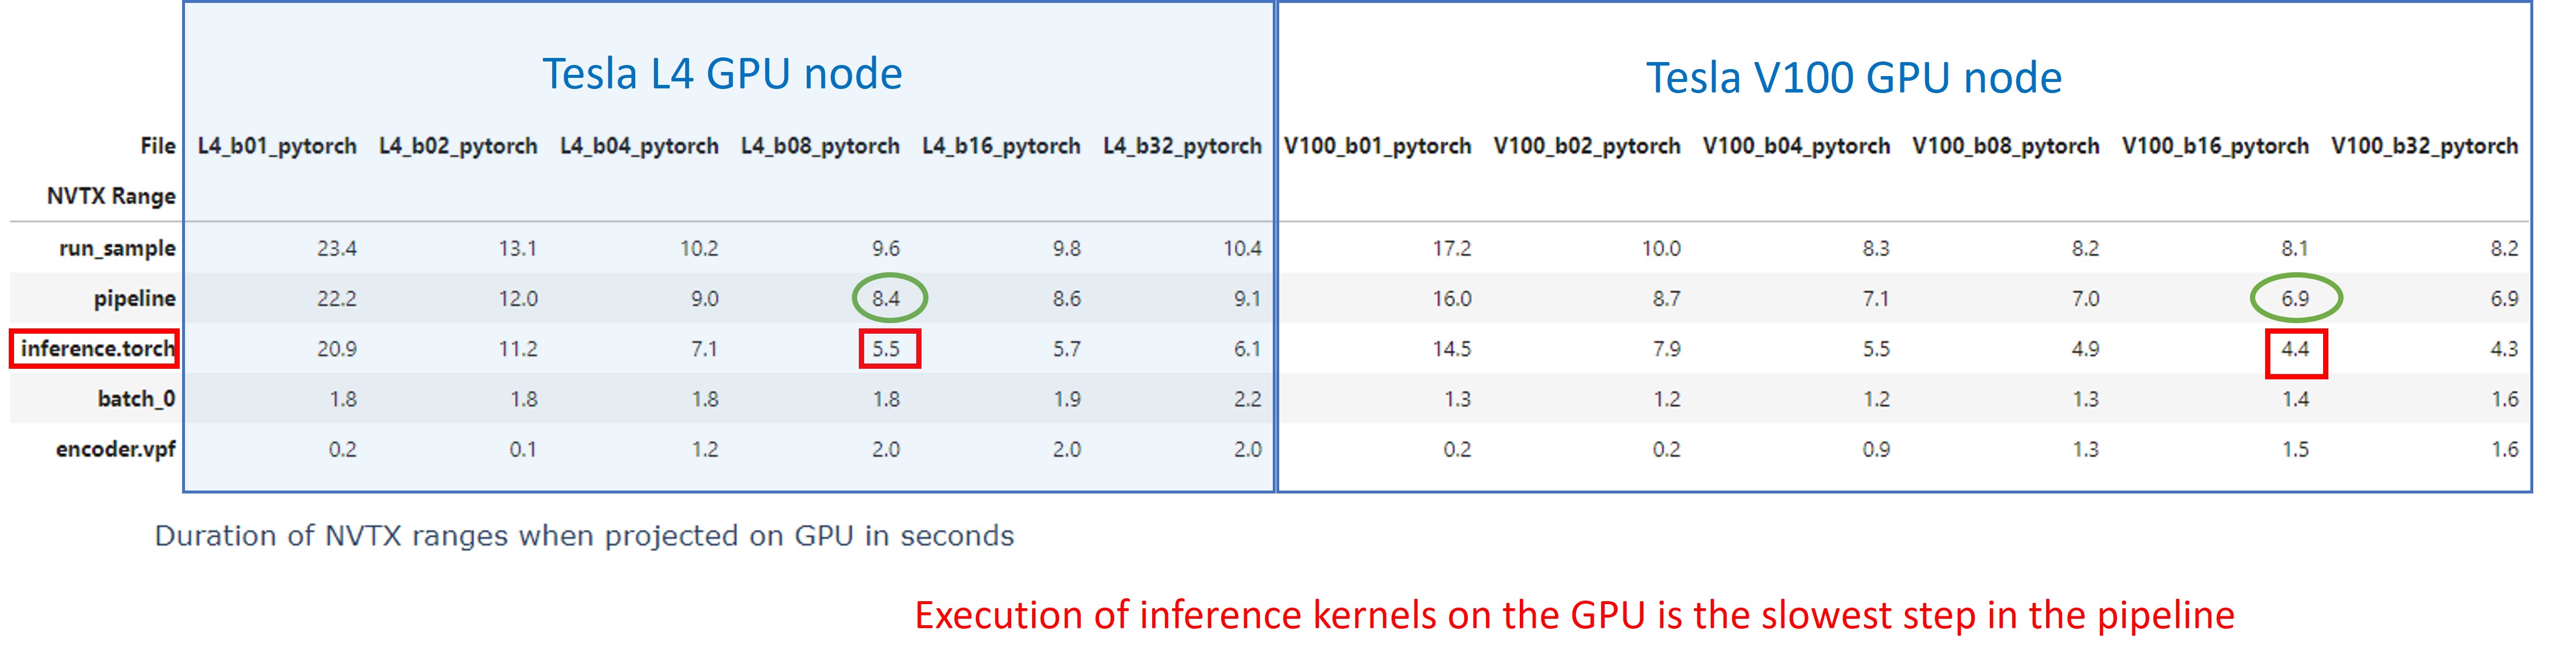 Tesla L4 GPU node Tesla V100 GPU node
File L4_b01_pytorch L4_b02_pytorch L4_b04_pytorch L4_b08_pytorch L4_b16_pytorch L4_b32_pytorch V100_b01_pytorch V100_b02_pytorch V100_b04_pytorch V100_b08_pytorch V100_b16_pytorch V100_b32_pytorch
NVTX Range
run_sample 23.4 13.1 10.2 9.6 9.8 10.4 17.2 10.0 8.3 8.2 8.1 8.2
pipeline 22.2 12.0 9.0 8.4 8.6 9.1 16.0 8.7 7.1 7.0 6.9 6.9
inference.torch 20.9 11.2 7.1 5.5 5.7 6.1 14.5 7.9 5.5 4.9 4.4 4.3
batch_0 1.8 1.8 1.8 1.8 1.9 2.2 1.3 1.2 1.2 1.3 1.4 1.6
encoder.vpf 0.2 0.1 1.2 2.0 2.0 2.0 0.2 0.2 0.9 1.3 1.5 1.6
Duration of NVTX ranges when projected on GPU in seconds
Execution of inference kernels on the GPU is the slowest step in the pipeline